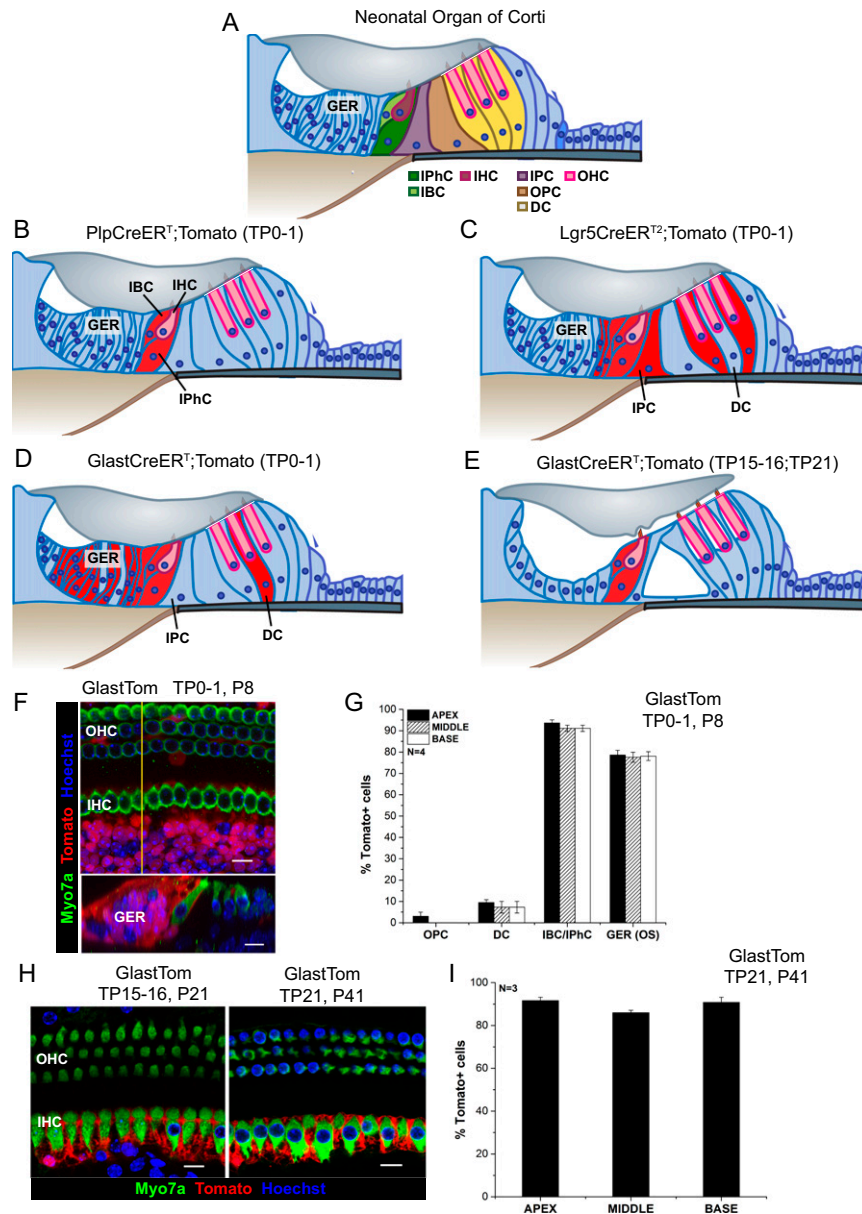 Neonatal Organ of Corti
A
GER
IPhC IHC IPC OHC
IBC OPC
DC
B
PlpCreERT;Tomato (TP0-1)
IBC IHC
GER
IPhC
C
Lgr5CreERT2;Tomato (TP0-1)
GER
IPC
DC
D
GlastCreERT;Tomato (TP0-1)
GER
IPC
DC
E
GlastCreERT;Tomato (TP15-16;TP21)
F
GlastTom TP0-1, P8
Myo7a Tomato Hoechst
OHC
IHC
GER
G
GlastTom
TP0-1, P8
APEX
MIDDLE
BASE
N=4
% Tomato+ cells
100
90
80
70
60
50
40
30
20
10
0
OPC DC IBC/IPhC GER (OS)
H
GlastTom
TP15-16, P21
GlastTom
TP21, P41
OHC
IHC
Myo7a Tomato Hoechst
I
GlastTom
TP21, P41
N=3
% Tomato+ cells
100
80
60
40
20
0
APEX MIDDLE BASE